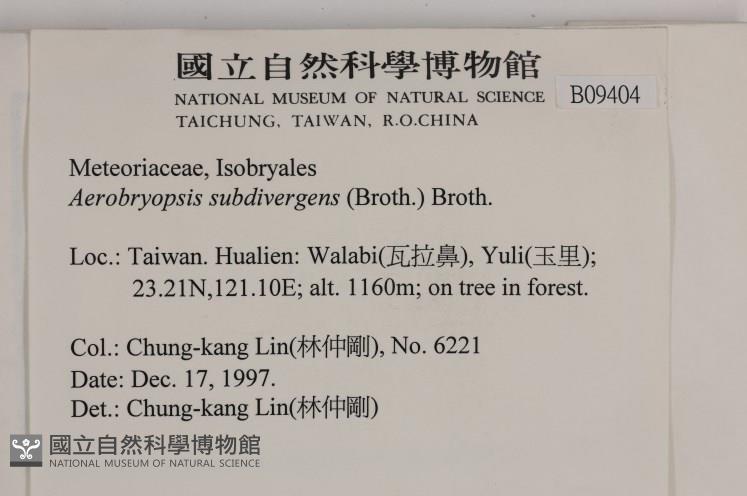 國立自然科學博物館
NATIONAL MUSEUM OF NATURAL SCIENCE B09404
TAICHUNG, TAIWAN, R.O.CHINA
Meteoriaceae, Isobryales
Aerobryopsis subdivergens (Broth.) Broth.
Loc.: Taiwan. Hualien: Walabi(瓦拉鼻), Yuli(玉里);
23.21N,121.10E; alt. 1160m; on tree in forest.
Col.: Chung-kang Lin(林仲剛), No. 6221
Date: Dec. 17, 1997.
Det.: Chung-kang Lin(林仲剛)
國立自然科學博物館
NATIONAL MUSEUM OF NATURAL SCIENCE